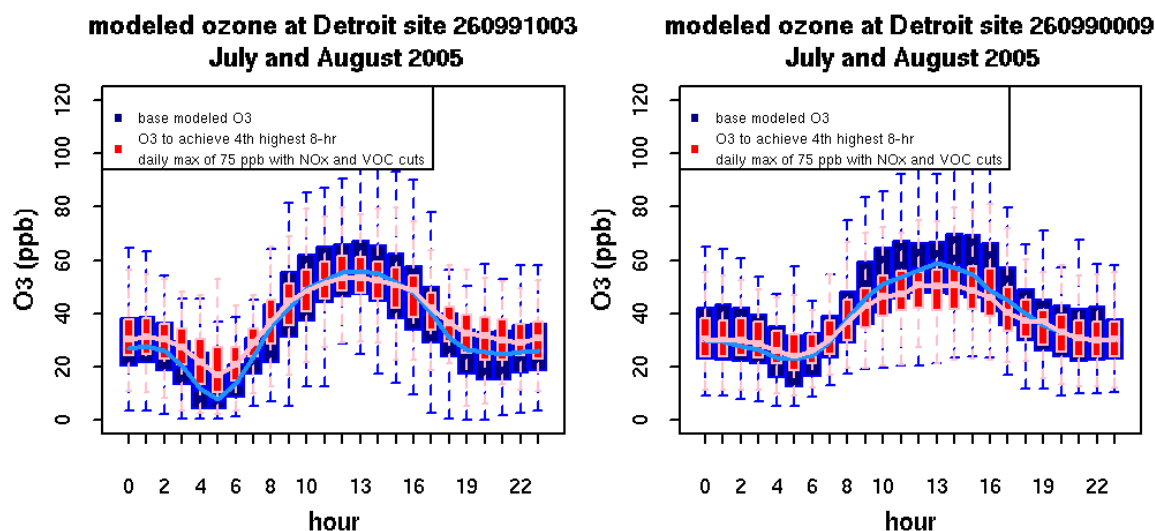 modeled ozone at Detroit site 260991003
July and August 2005
O3 (ppb)
120
100
80
60
40
20
0
base modeled O3
O3 to achieve 4th highest 8-hr
daily max of 75 ppb with NOx and VOC cuts
0 2 4 6 8 10 13 16 19 22
hour
modeled ozone at Detroit site 260990009
July and August 2005
O3 (ppb)
120
100
80
60
40
20
0
base modeled O3
O3 to achieve 4th highest 8-hr
daily max of 75 ppb with NOx and VOC cuts
0 2 4 6 8 10 13 16 19 22
hour